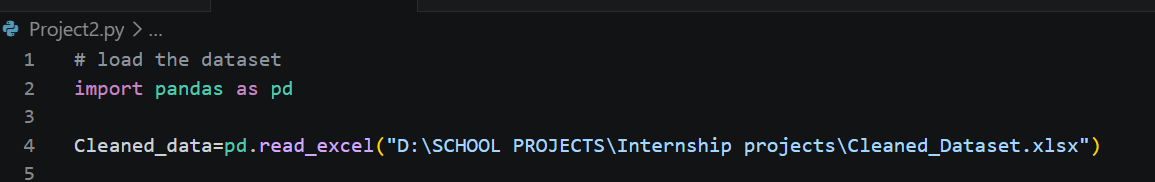 Project2.py > ...
1 # load the dataset
2 import pandas as pd
3
4 Cleaned_data=pd.read_excel("D:\SCHOOL PROJECTS\Internship projects\Cleaned_Dataset.xlsx")
5